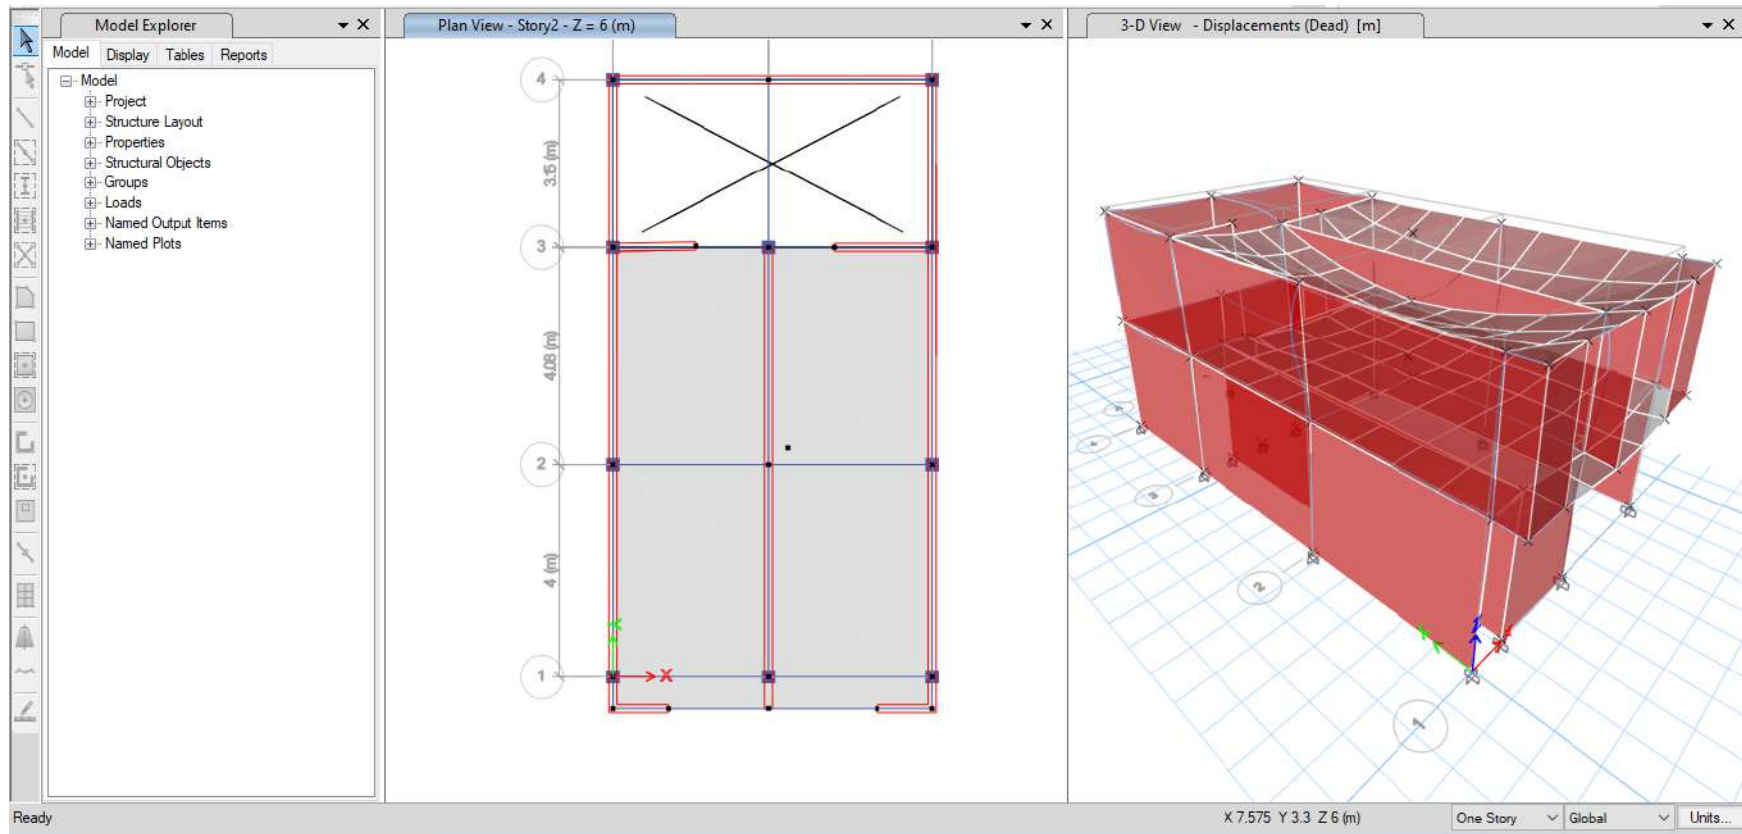 Model Explorer
Model Display Tables Reports
Model
Project
Structure Layout
Properties
Structural Objects
Groups
Loads
Named Output Items
Named Plots
Plan View - Story2 - Z = 6 (m)
4
3
4.08 (m)
2
4 (m)
1
X
3-D View - Displacements (Dead) [m]
2
1
Ready
X 7.575 Y 3.3 Z 6 (m)
One Story
Global
Units...